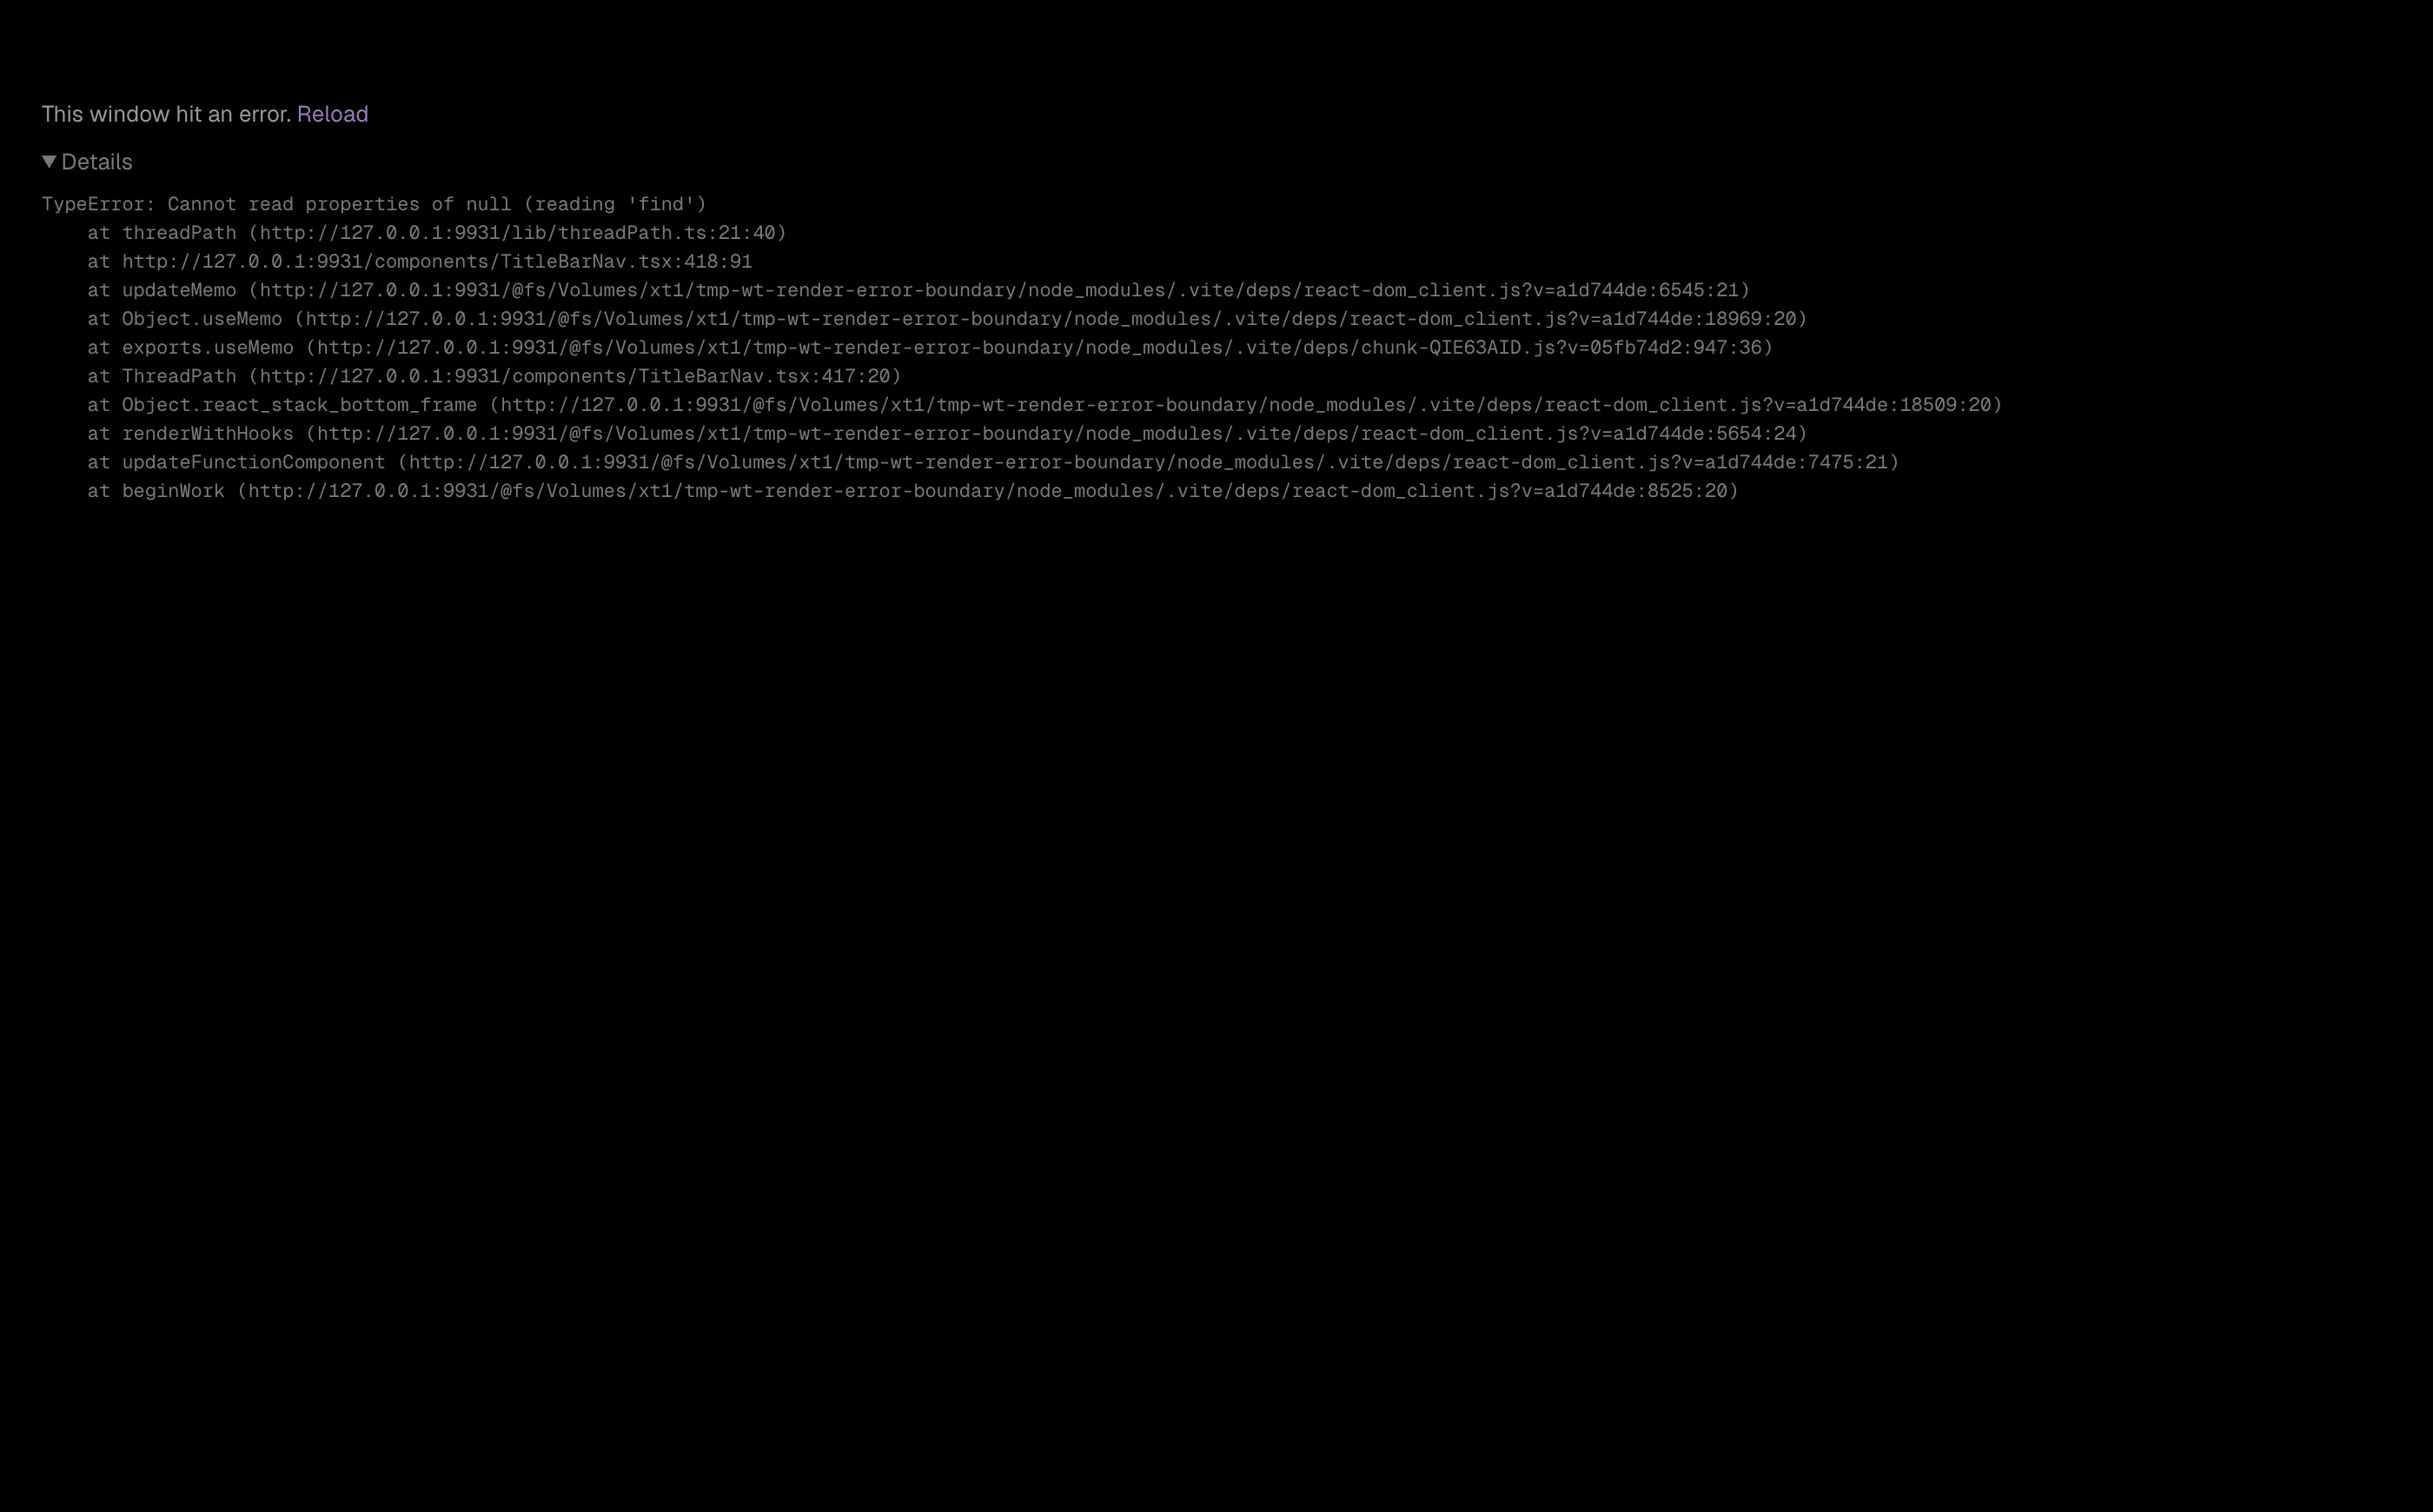 This window hit an error. Reload
▼ Details
TypeError: Cannot read properties of null (reading 'find')
    at threadPath (http://127.0.0.1:9931/lib/threadPath.ts:21:40)
    at http://127.0.0.1:9931/components/TitleBarNav.tsx:418:91
    at updateMemo (http://127.0.0.1:9931/@fs/Volumes/xt1/tmp-wt-render-error-boundary/node_modules/.vite/deps/react-dom_client.js?v=a1d744de:6545:21)
    at Object.useMemo (http://127.0.0.1:9931/@fs/Volumes/xt1/tmp-wt-render-error-boundary/node_modules/.vite/deps/react-dom_client.js?v=a1d744de:18969:20)
    at exports.useMemo (http://127.0.0.1:9931/@fs/Volumes/xt1/tmp-wt-render-error-boundary/node_modules/.vite/deps/chunk-QIE63AID.js?v=05fb74d2:947:36)
    at ThreadPath (http://127.0.0.1:9931/components/TitleBarNav.tsx:417:20)
    at Object.react_stack_bottom_frame (http://127.0.0.1:9931/@fs/Volumes/xt1/tmp-wt-render-error-boundary/node_modules/.vite/deps/react-dom_client.js?v=a1d744de:18509:20)
    at renderWithHooks (http://127.0.0.1:9931/@fs/Volumes/xt1/tmp-wt-render-error-boundary/node_modules/.vite/deps/react-dom_client.js?v=a1d744de:5654:24)
    at updateFunctionComponent (http://127.0.0.1:9931/@fs/Volumes/xt1/tmp-wt-render-error-boundary/node_modules/.vite/deps/react-dom_client.js?v=a1d744de:7475:21)
    at beginWork (http://127.0.0.1:9931/@fs/Volumes/xt1/tmp-wt-render-error-boundary/node_modules/.vite/deps/react-dom_client.js?v=a1d744de:8525:20)